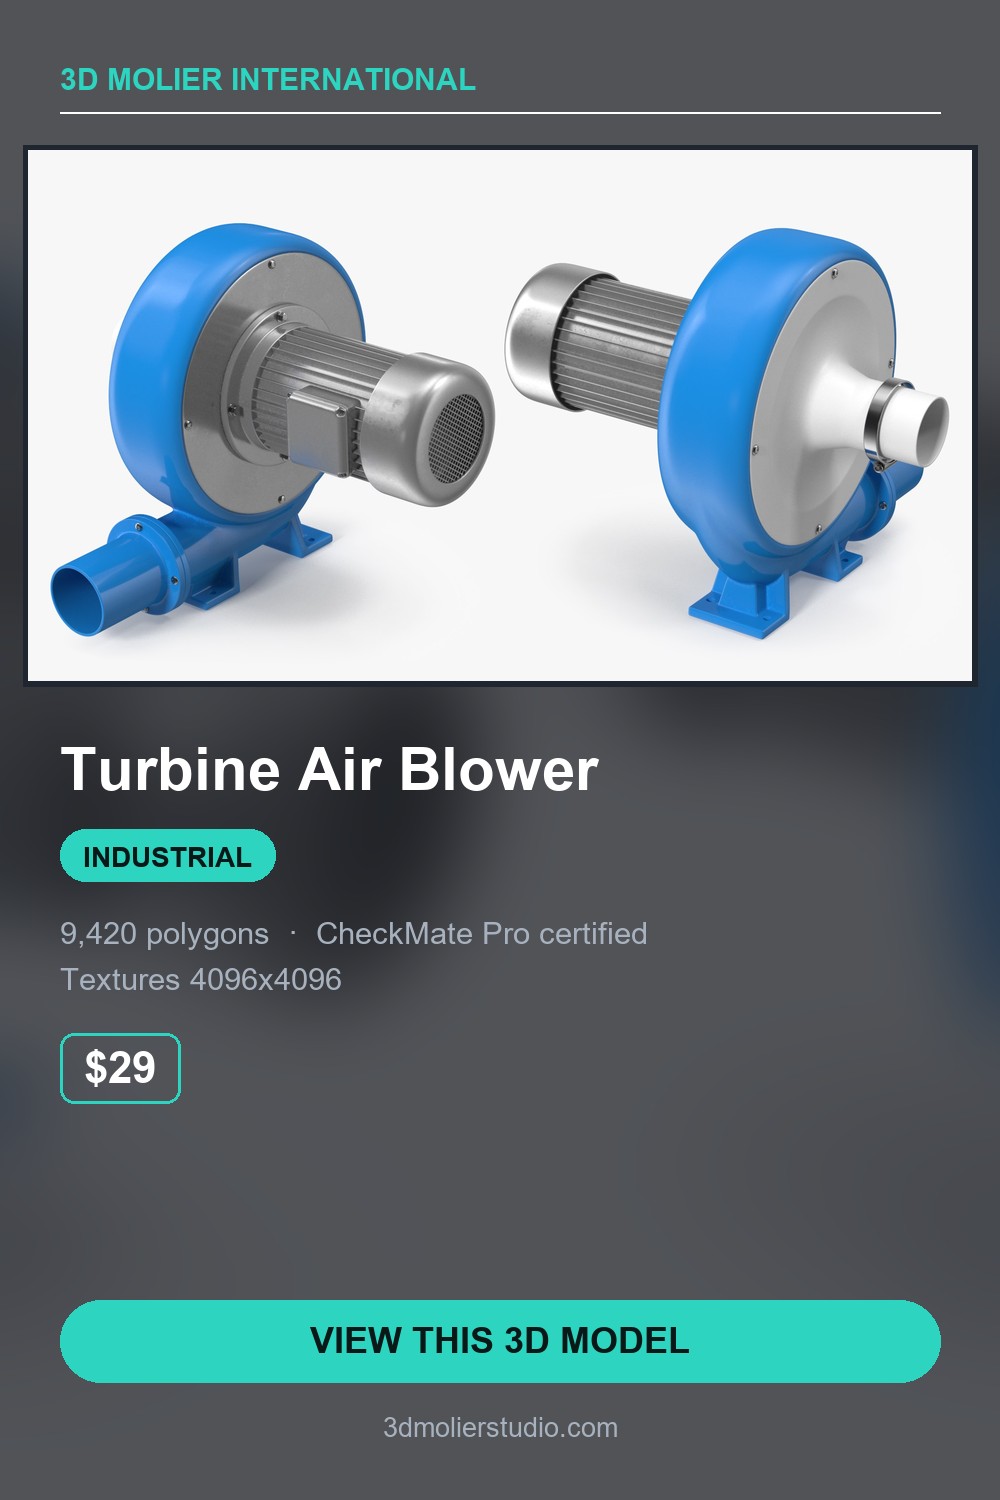 3D MOLIER INTERNATIONAL
Turbine Air Blower
INDUSTRIAL
9,420 polygons · CheckMate Pro certified
Textures 4096x4096
$29
VIEW THIS 3D MODEL
3dmolierstudio.com